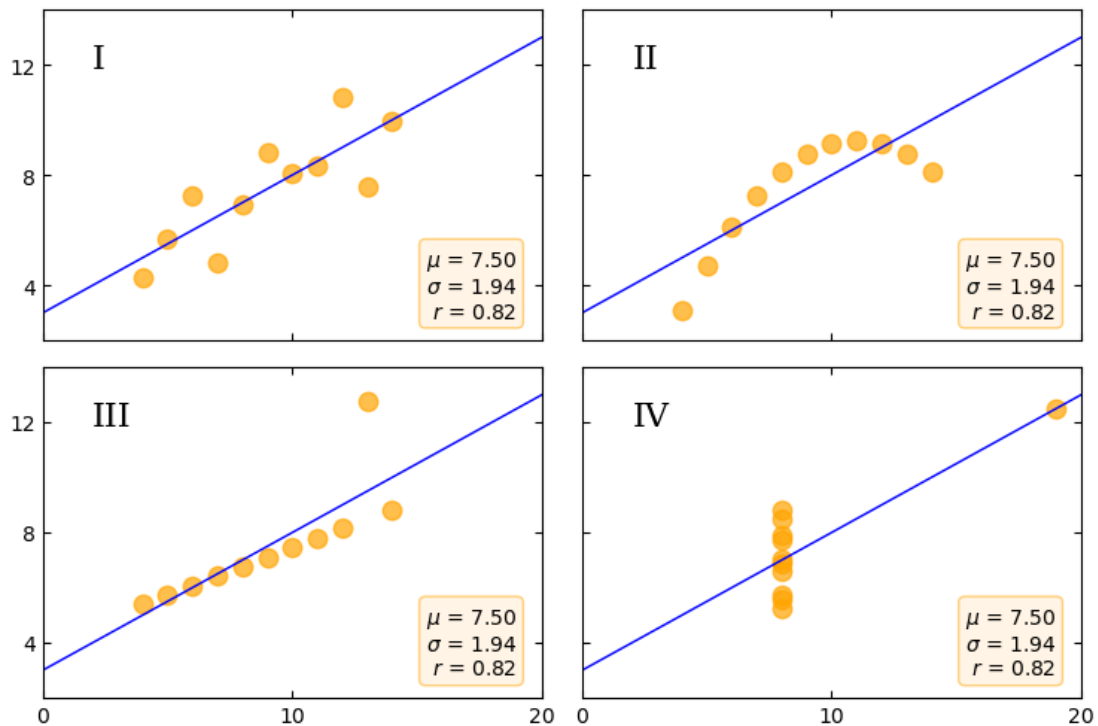 I
12
8
4
μ = 7.50
σ = 1.94
r = 0.82
II
μ = 7.50
σ = 1.94
r = 0.82
III
12
8
4
μ = 7.50
σ = 1.94
r = 0.82
0 10 20
IV
μ = 7.50
σ = 1.94
r = 0.82
0 10 20